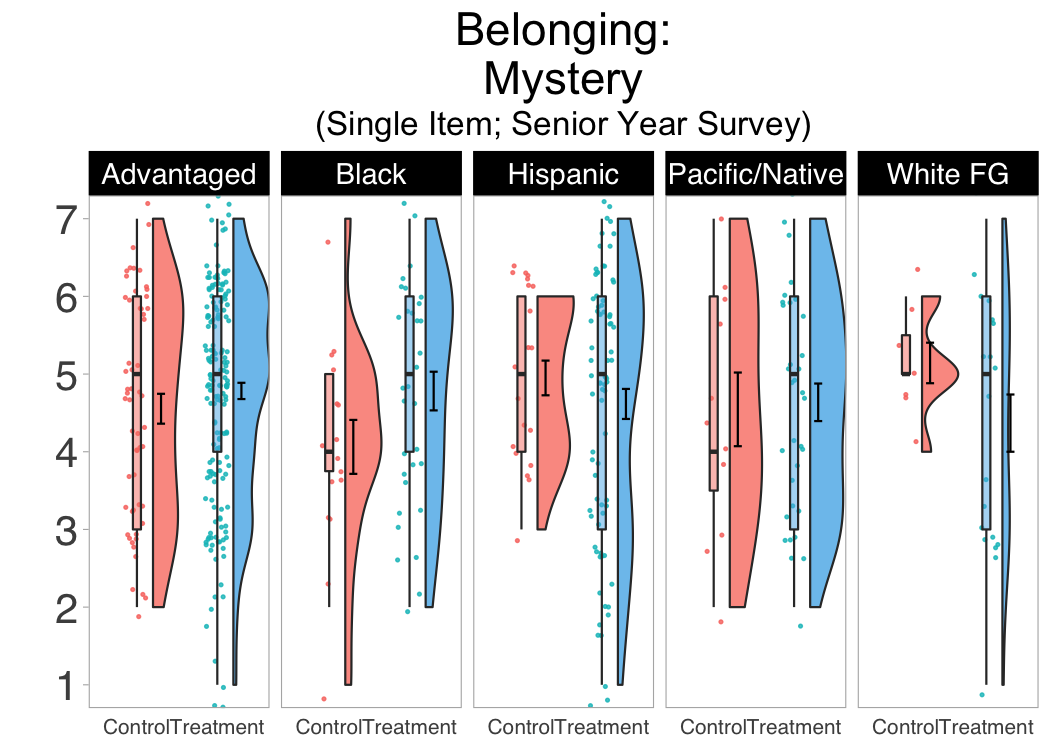 Belonging:
Mystery
(Single Item; Senior Year Survey)
Advantaged Black Hispanic Pacific/Native White FG
7
6
5
4
3
2
1
ControlTreatment ControlTreatment ControlTreatment ControlTreatment ControlTreatment